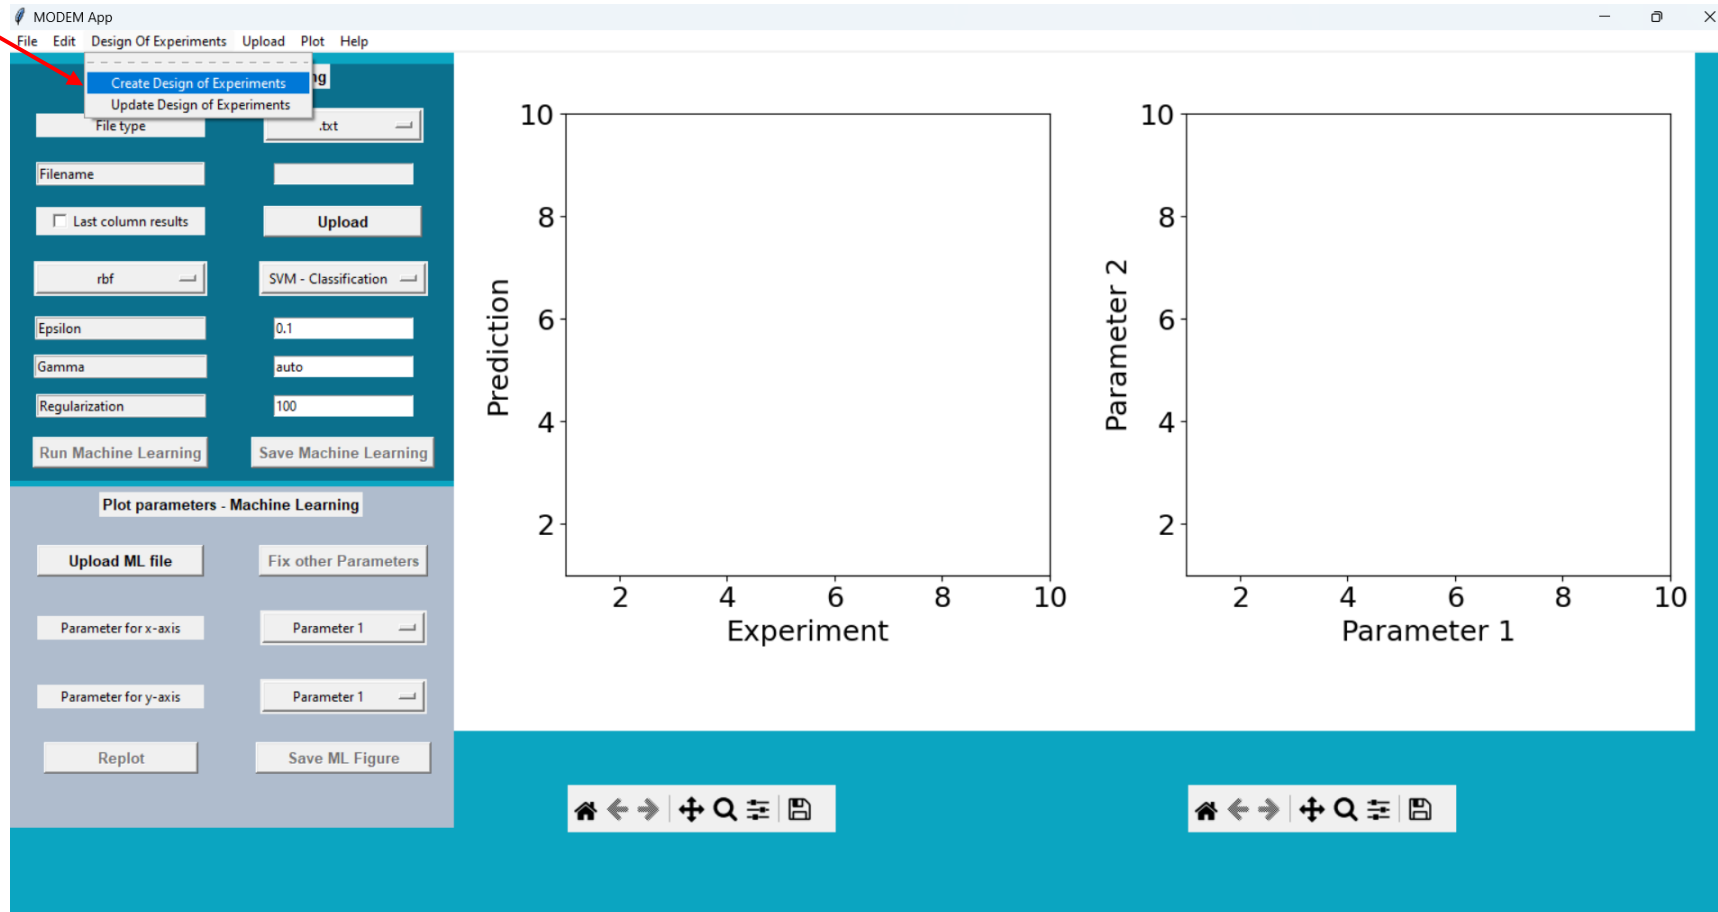 MODEM App
File Edit Design Of Experiments Upload Plot Help
Create Design of Experiments
Update Design of Experiments
File type .txt
Filename
Last column results Upload
rbf SVM - Classification
Epsilon 0.1
Gamma auto
Regularization 100
Run Machine Learning Save Machine Learning
Plot parameters - Machine Learning
Upload ML file Fix other Parameters
Parameter for x-axis Parameter 1
Parameter for y-axis Parameter 1
Replot Save ML Figure
Prediction
10
8
6
4
2
2 4 6 8 10
Experiment
Parameter 2
10
8
6
4
2
2 4 6 8 10
Parameter 1